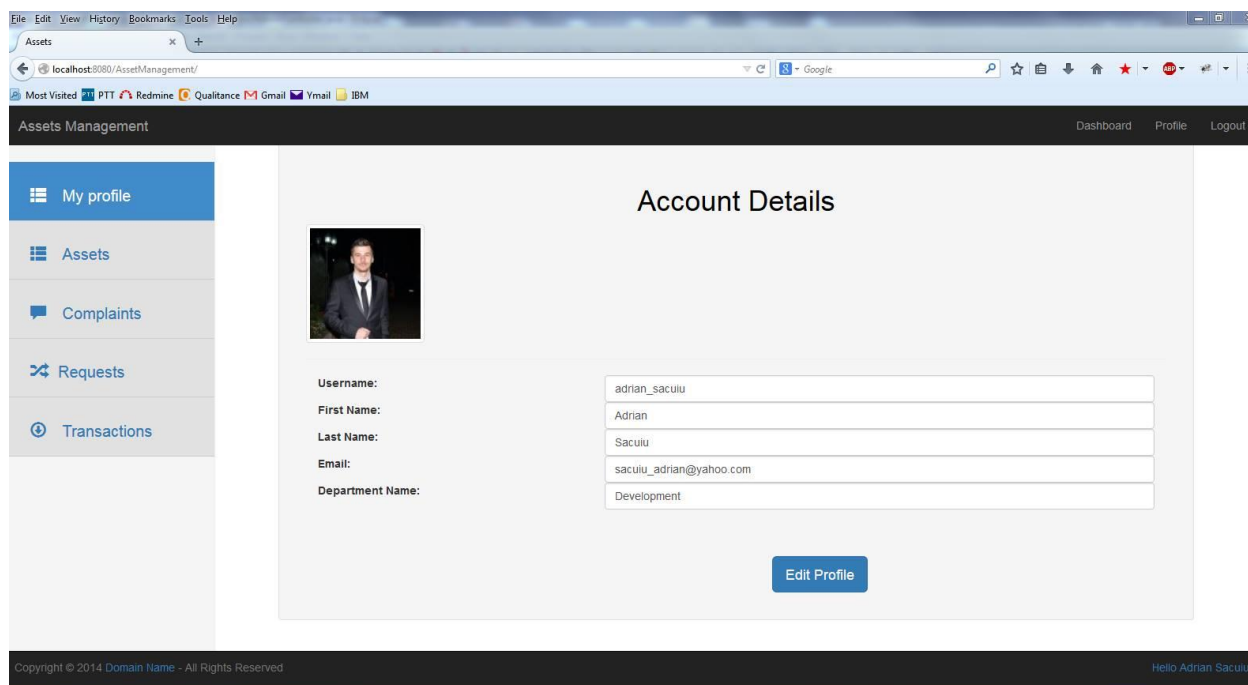 File Edit View History Bookmarks Tools Help
Assets
localhost:8080/AssetManagement/
Google
ABP
Most Visited PTT PTT Redmine Qualitance Gmail Ymail IBM
Assets Management Dashboard Profile Logout
My profile
Assets
Complaints
Requests
Transactions
Account Details
Username: adrian_sacuiu
First Name: Adrian
Last Name: Sacuiu
Email: sacuiu_adrian@yahoo.com
Department Name: Development
Edit Profile
Copyright © 2014 Domain Name - All Rights Reserved Hello Adrian Sacuiu